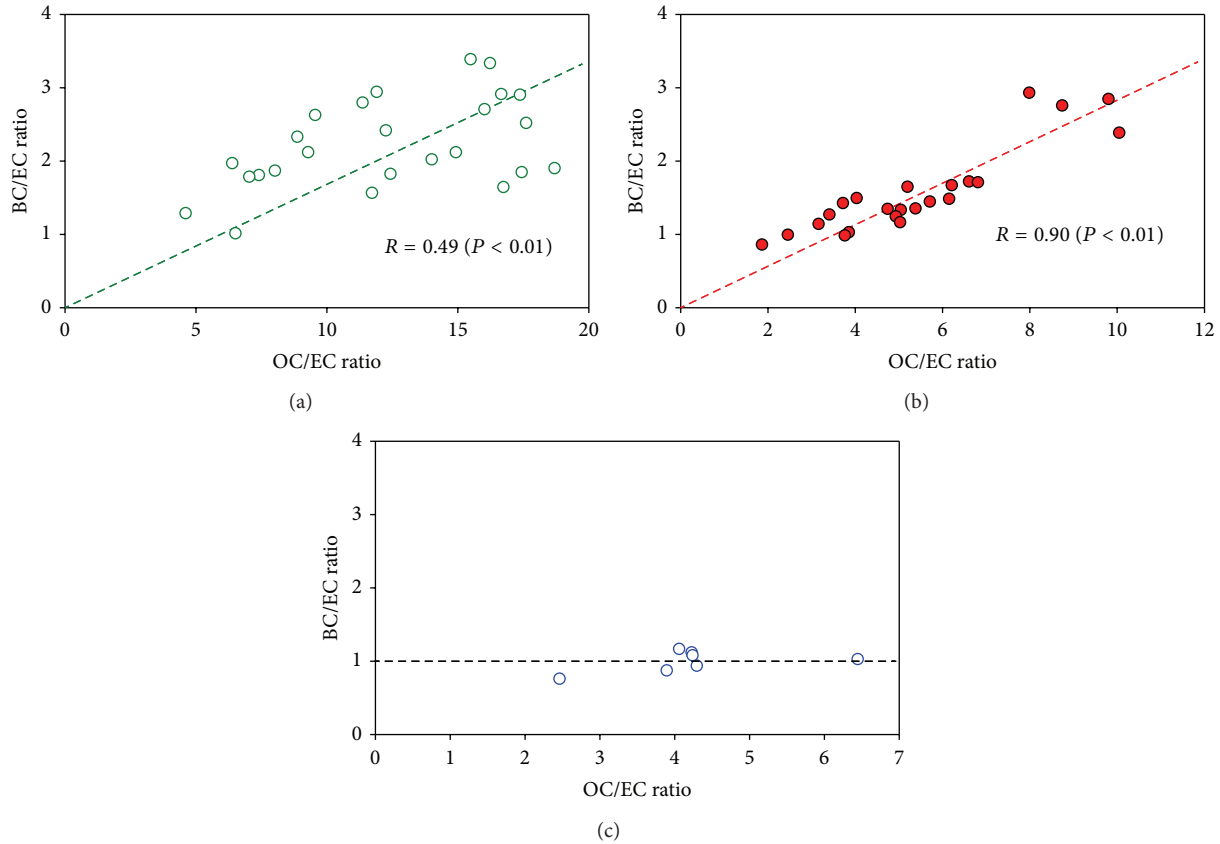 4
3
2
1
0
BC/EC ratio
R = 0.49 (P < 0.01)
0 5 10 15 20
OC/EC ratio
(a)
4
3
2
1
0
BC/EC ratio
R = 0.90 (P < 0.01)
0 2 4 6 8 10 12
OC/EC ratio
(b)
4
3
2
1
0
BC/EC ratio
0 1 2 3 4 5 6 7
OC/EC ratio
(c)